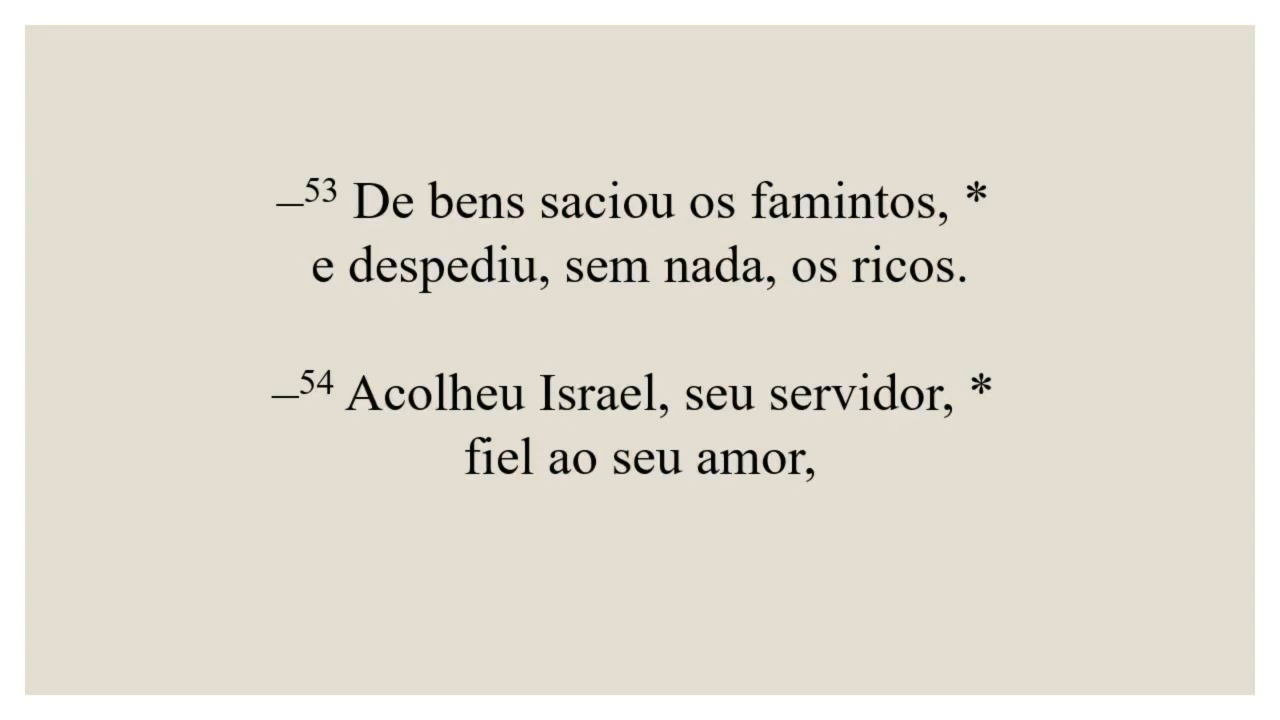 –⁵³ De bens saciou os famintos, *
e despediu, sem nada, os ricos.
–⁵⁴ Acolheu Israel, seu servidor, *
fiel ao seu amor,